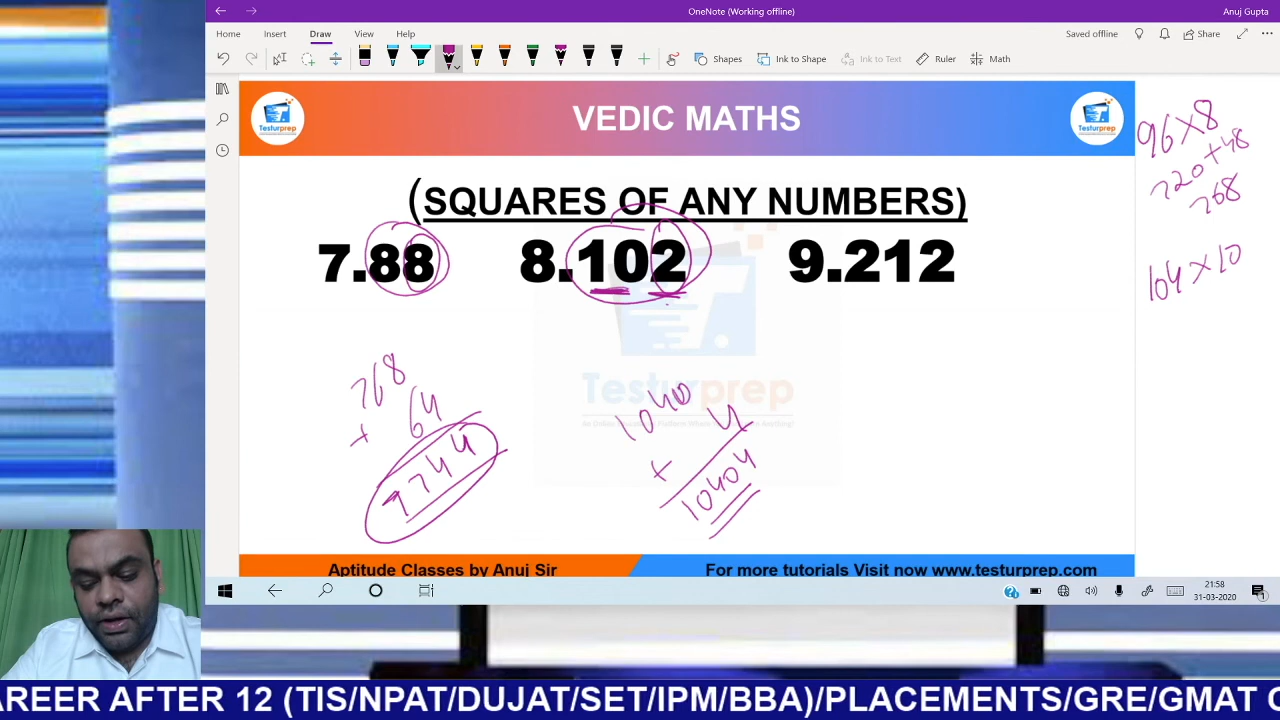 OneNote (Working offline)
Anuj Gupta
Home Insert Draw View Help
Saved offline
Share
Shapes Ink to Shape Ink to Text Ruler Math
Testurprep
VEDIC MATHS
Testurprep
(SQUARES OF ANY NUMBERS)
7.88 8.102 9.212
96×8
720+48
768
104×10
768
+ 64
7744
1040
+ 4
10404
Testurprep
Aptitude Classes by Anuj Sir
For more tutorials Visit now www.testurprep.com
21:58
31-03-2020
AREER AFTER 12 (TIS/NPAT/DUJAT/SET/IPM/BBA)/PLACEMENTS/GRE/GMAT C